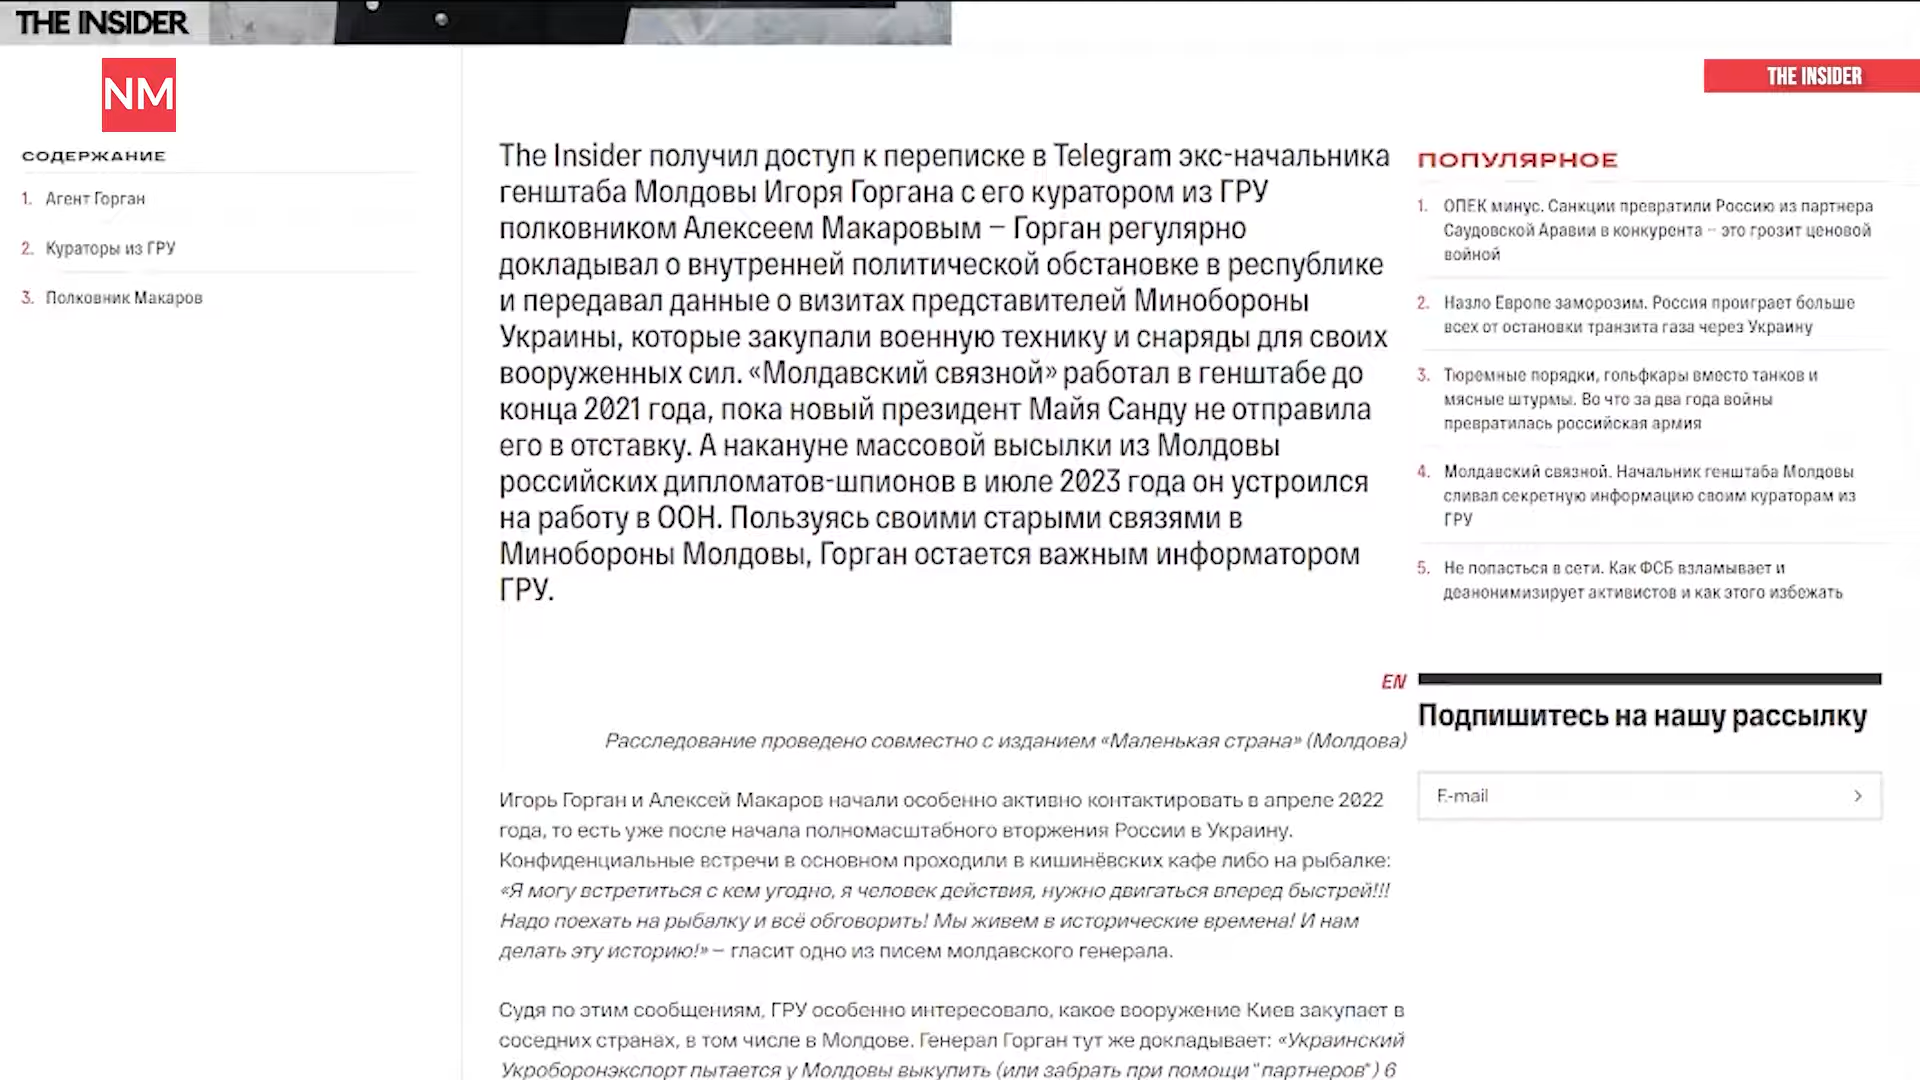 THE INSIDER
NM
THE INSIDER
СОДЕРЖАНИЕ
1. Агент Горган
2. Кураторы из ГРУ
3. Полковник Макаров
The Insider получил доступ к переписке в Telegram экс-начальника
генштаба Молдовы Игоря Горгана с его куратором из ГРУ
полковником Алексеем Макаровым – Горган регулярно
докладывал о внутренней политической обстановке в республике
и передавал данные о визитах представителей Минобороны
Украины, которые закупали военную технику и снаряды для своих
вооруженных сил. «Молдавский связной» работал в генштабе до
конца 2021 года, пока новый президент Майя Санду не отправила
его в отставку. А накануне массовой высылки из Молдовы
российских дипломатов-шпионов в июле 2023 года он устроился
на работу в ООН. Пользуясь своими старыми связями в
Минобороны Молдовы, Горган остается важным информатором
ГРУ.
EN
Расследование проведено совместно с изданием «Маленькая страна» (Молдова)
Игорь Горган и Алексей Макаров начали особенно активно контактировать в апреле 2022
года, то есть уже после начала полномасштабного вторжения России в Украину.
Конфиденциальные встречи в основном проходили в кишинёвских кафе либо на рыбалке:
«Я могу встретиться с кем угодно, я человек действия, нужно двигаться вперед быстрей!!!
Надо поехать на рыбалку и всё обговорить! Мы живем в исторические времена! И нам
делать эту историю!» – гласит одно из писем молдавского генерала.
Судя по этим сообщениям, ГРУ особенно интересовало, какое вооружение Киев закупает в
соседних странах, в том числе в Молдове. Генерал Горган тут же докладывает: «Украинский
Укроборонэкспорт пытается у Молдовы выкупить (или забрать при помощи "партнеров") 6
ПОПУЛЯРНОЕ
1. ОПЕК минус. Санкции превратили Россию из партнера
Саудовской Аравии в конкурента – это грозит ценовой
войной
2. Назло Европе заморозим. Россия проиграет больше
всех от остановки транзита газа через Украину
3. Тюремные порядки, гольфкары вместо танков и
мясные штурмы. Во что за два года войны
превратилась российская армия
4. Молдавский связной. Начальник генштаба Молдовы
сливал секретную информацию своим кураторам из
ГРУ
5. Не попасться в сети. Как ФСБ взламывает и
деанонимизирует активистов и как этого избежать
Подпишитесь на нашу рассылку
E-mail